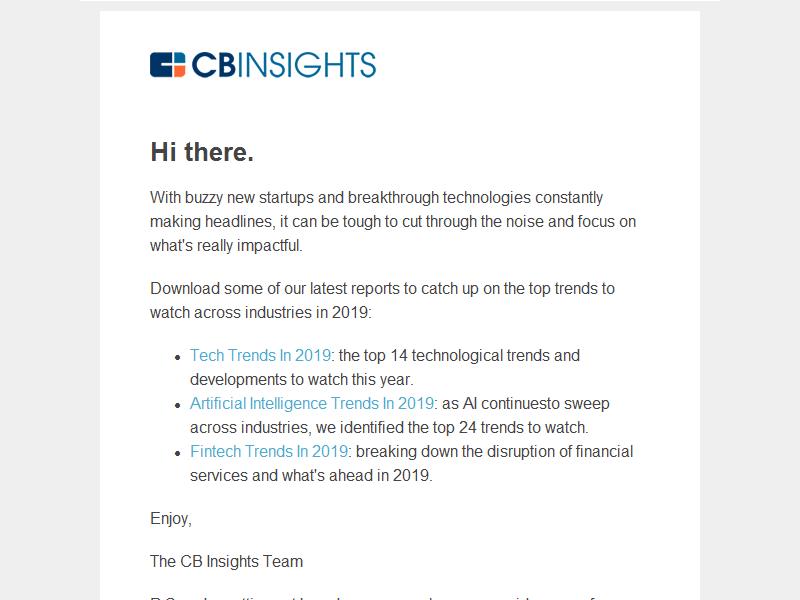 CBINSIGHTS
Hi there.
With buzzy new startups and breakthrough technologies constantly
making headlines, it can be tough to cut through the noise and focus on
what's really impactful.
Download some of our latest reports to catch up on the top trends to
watch across industries in 2019:
• Tech Trends In 2019: the top 14 technological trends and
developments to watch this year.
• Artificial Intelligence Trends In 2019: as AI continuesto sweep
across industries, we identified the top 24 trends to watch.
• Fintech Trends In 2019: breaking down the disruption of financial
services and what's ahead in 2019.
Enjoy,
The CB Insights Team